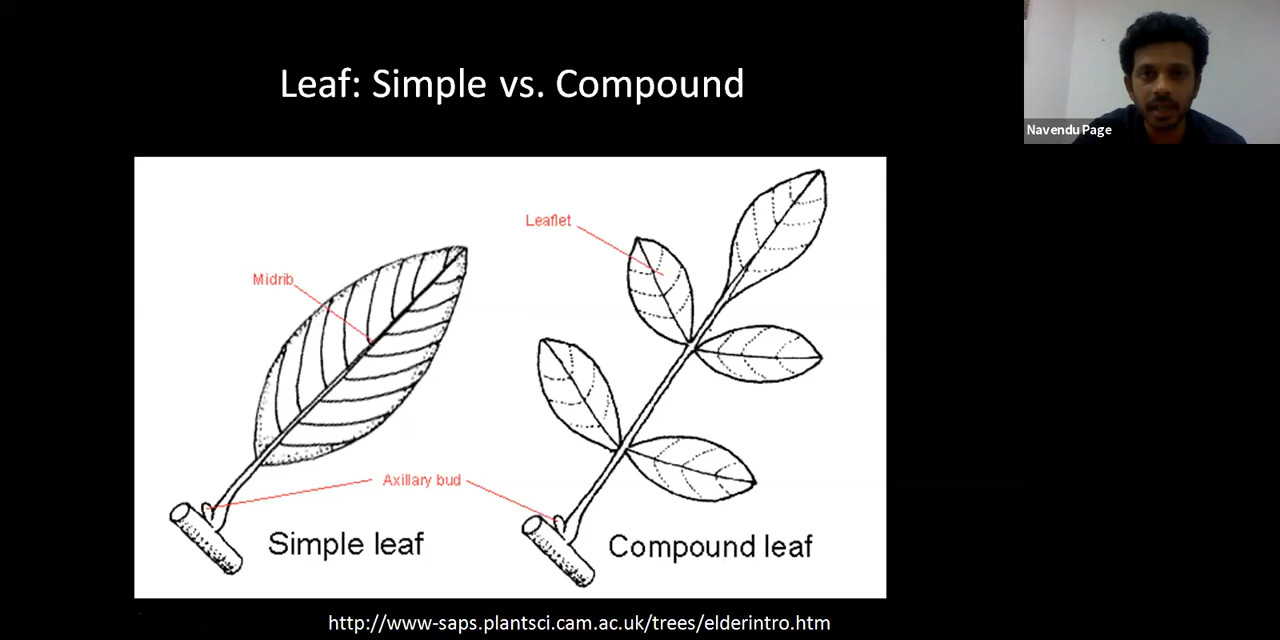 Leaf: Simple vs. Compound
Navendu Page
Leaflet
Midrib
Axillary bud
Simple leaf
Compound leaf
http://www-saps.plantsci.cam.ac.uk/trees/elderintro.htm